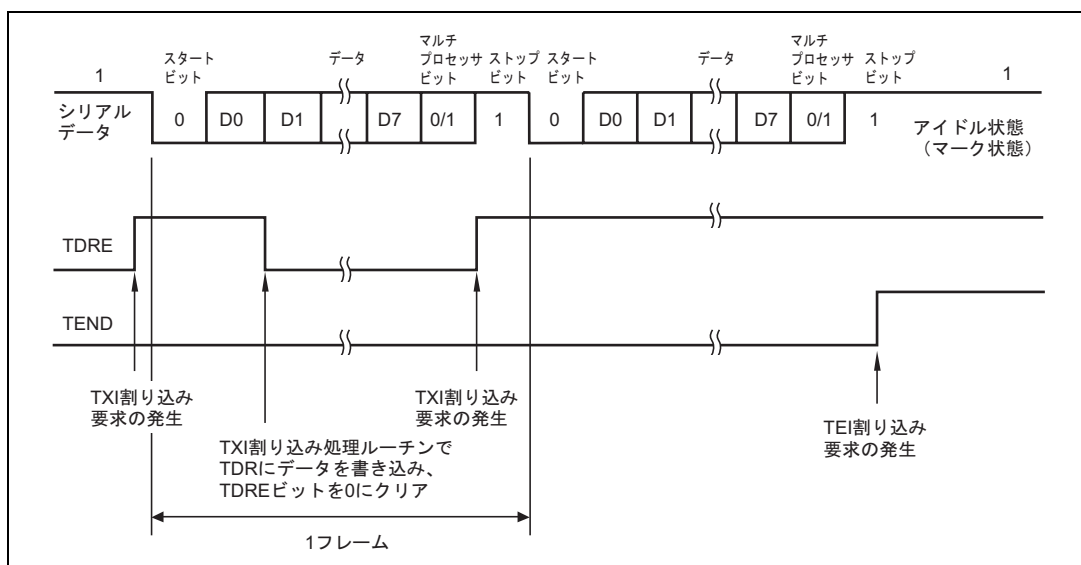 スタート
ビット
データ
マルチ
プロセッサ
ビット
ストップ
ビット
スタート
ビット
データ
マルチ
プロセッサ
ビット
ストップ
ビット
1
1
シリアル
データ
0 D0 D1 D7 0/1 1 0 D0 D1 D7 0/1 1
アイドル状態
（マーク状態）
TDRE
TEND
TXI割り込み
要求の発生
TXI割り込み処理ルーチンで
TDRにデータを書き込み、
TDREビットを0にクリア
TXI割り込み
要求の発生
TEI割り込み
要求の発生
1フレーム